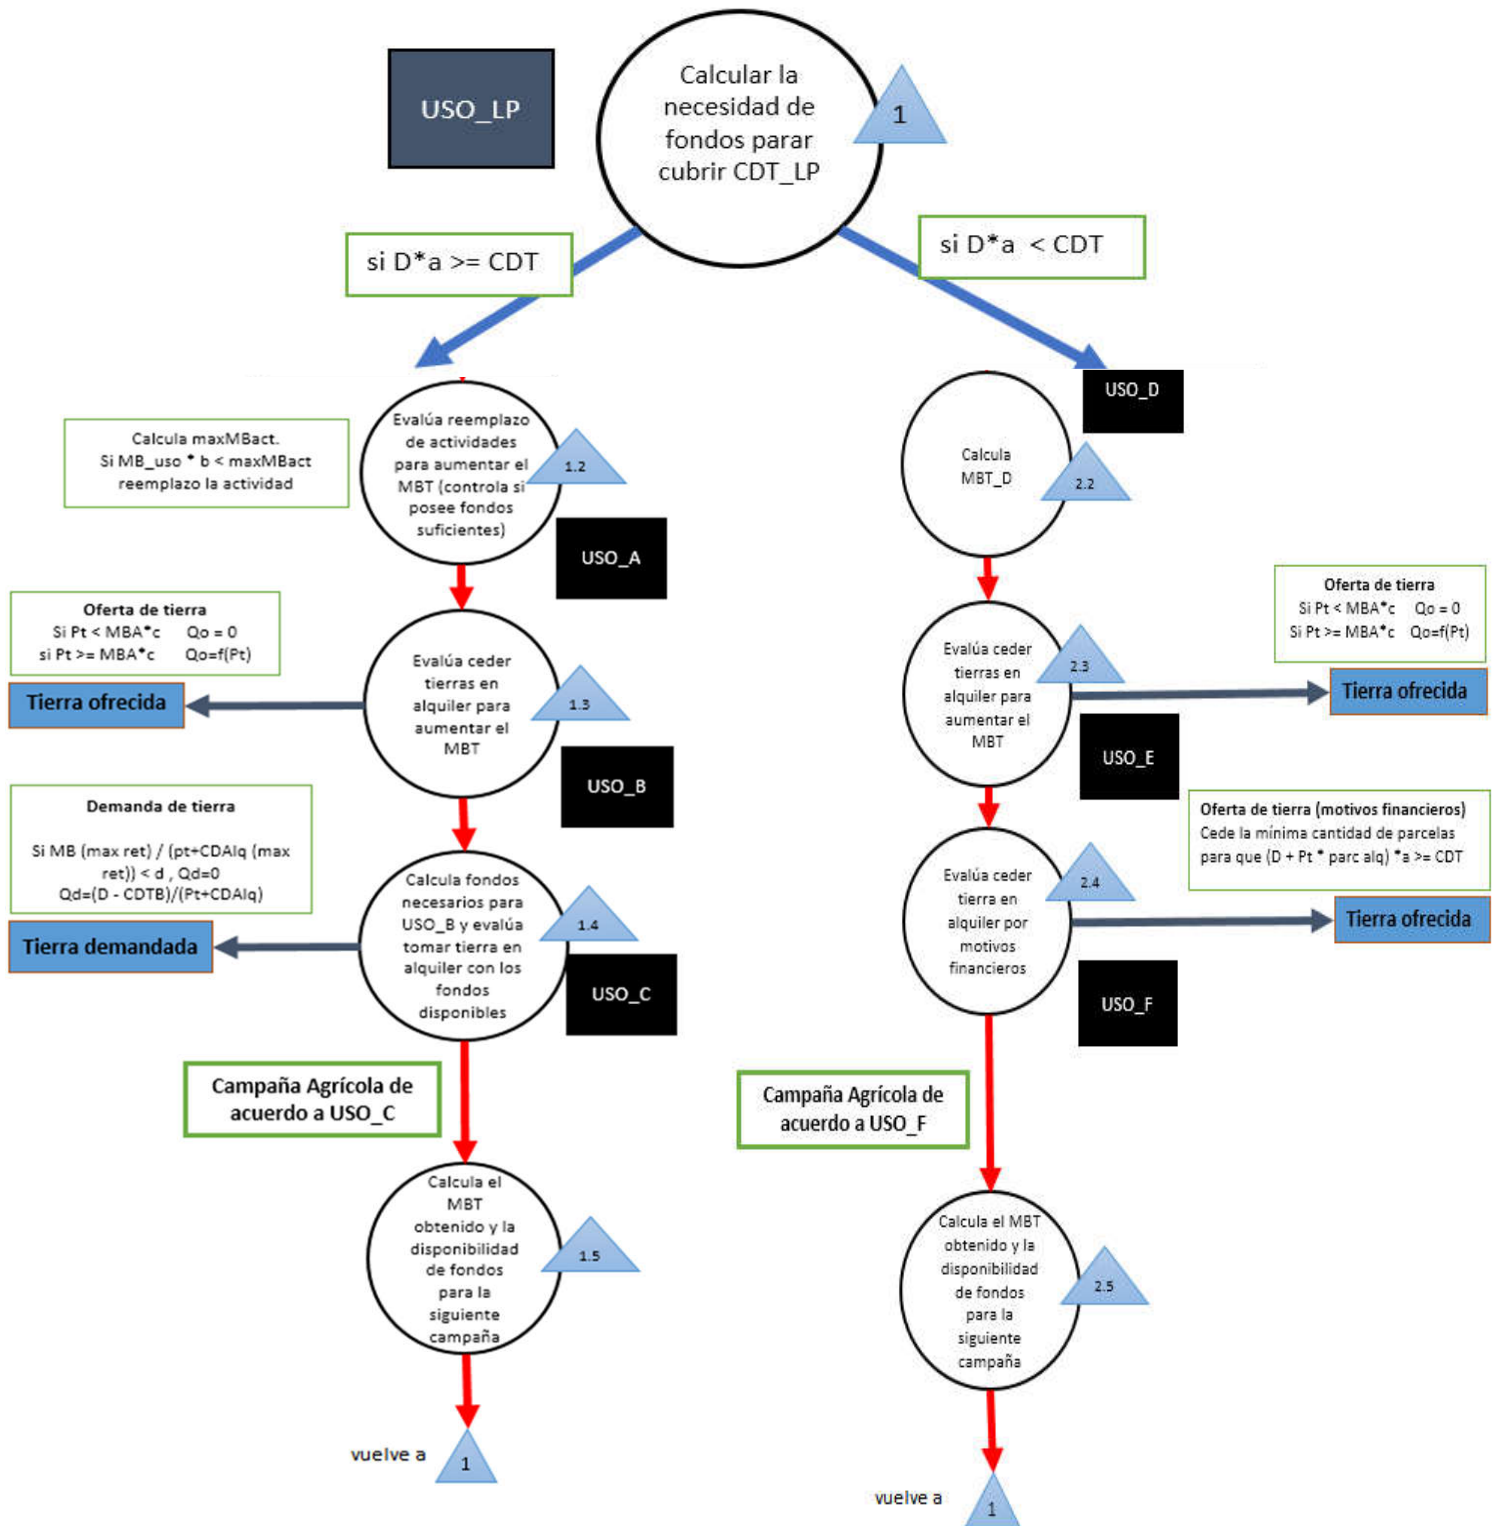 USO_LP
Calcular la
necesidad de
fondos parar
cubrir CDT_LP
1
si D*a >= CDT
si D*a < CDT
Calcula maxMBact.
Si MB_uso * b < maxMBact
reemplazo la actividad
Evalúa reemplazo
de actividades
para aumentar el
MBT (controla si
posee fondos
suficientes)
1.2
USO_A
Oferta de tierra
Si Pt < MBA*c Qo = 0
si Pt >= MBA*c Qo=f(Pt)
Tierra ofrecida
Evalúa ceder
tierras en
alquiler para
aumentar el
MBT
1.3
USO_B
Demanda de tierra
Si MB (max ret) / (pt+CDAlq (max
ret)) < d , Qd=0
Qd=(D - CDTB)/(Pt+CDAlq)
Tierra demandada
Calcula fondos
necesarios para
USO_B y evalúa
tomar tierra en
alquiler con los
fondos
disponibles
1.4
USO_C
Campaña Agrícola de
acuerdo a USO_C
Calcula el
MBT
obtenido y la
disponibilidad
de fondos
para la
siguiente
campaña
1.5
vuelve a
1
USO_D
Calcula
MBT_D
2.2
Evalúa ceder
tierras en
alquiler para
aumentar el
MBT
2.3
USO_E
Oferta de tierra
Si Pt < MBA*c Qo = 0
Si Pt >= MBA*c Qo=f(Pt)
Tierra ofrecida
Evalúa ceder
tierra en
alquiler por
motivos
financieros
2.4
USO_F
Oferta de tierra (motivos financieros)
Cede la mínima cantidad de parcelas
para que (D + Pt * parc alq) *a >= CDT
Tierra ofrecida
Campaña Agrícola de
acuerdo a USO_F
Calcula el MBT
obtenido y la
disponibilidad
de fondos
para la
siguiente
campaña
2.5
vuelve a
1